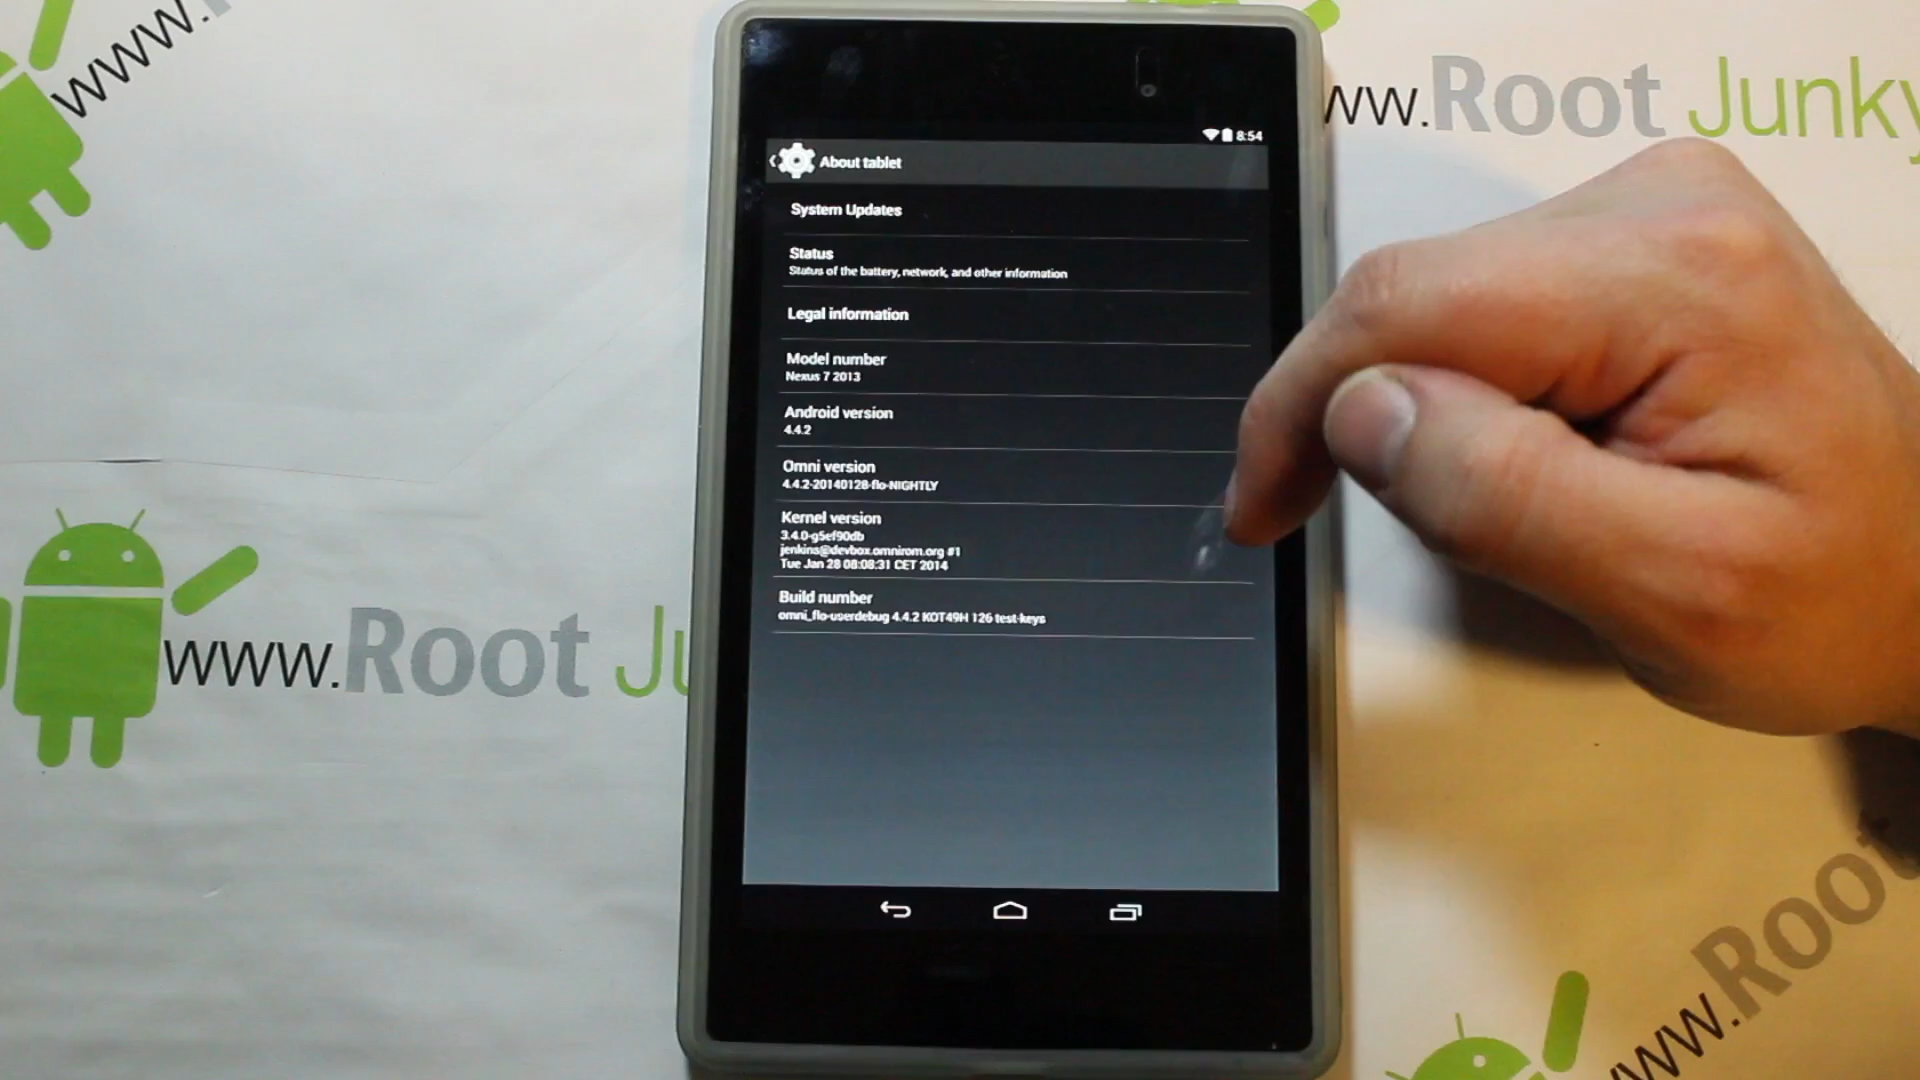 www.
www.Root Junky
8:54
About tablet
System Updates
Status
Status of the battery, network, and other information
Legal information
Model number
Nexus 7 2013
Android version
4.4.2
Omni version
4.4.2-20140128-flo-NIGHTLY
Kernel version
3.4.0-g5ef90db
jenkins@devbox.omnirom.org #1
Tue Jan 28 08:08:31 CET 2014
Build number
omni_flo-userdebug 4.4.2 KOT49H 126 test-keys
www.Root Ju
www.Root